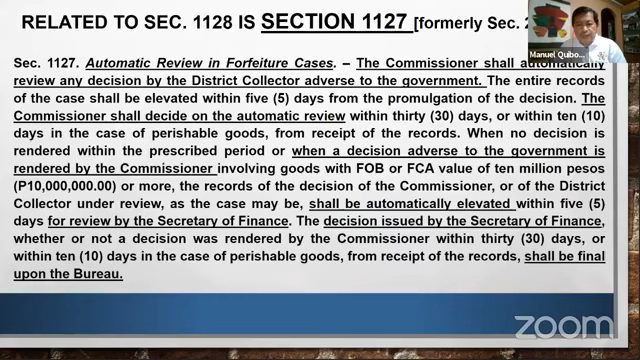 RELATED TO SEC. 1128 IS SECTION 1127 [formerly Sec. 2
Manuel Quibo...
Sec. 1127. Automatic Review in Forfeiture Cases. – The Commissioner shall automatically
review any decision by the District Collector adverse to the government. The entire records
of the case shall be elevated within five (5) days from the promulgation of the decision. The
Commissioner shall decide on the automatic review within thirty (30) days, or within ten (10)
days in the case of perishable goods, from receipt of the records. When no decision is
rendered within the prescribed period or when a decision adverse to the government is
rendered by the Commissioner involving goods with FOB or FCA value of ten million pesos
(P10,000,000.00) or more, the records of the decision of the Commissioner, or of the District
Collector under review, as the case may be, shall be automatically elevated within five (5)
days for review by the Secretary of Finance. The decision issued by the Secretary of Finance,
whether or not a decision was rendered by the Commissioner within thirty (30) days, or
within ten (10) days in the case of perishable goods, from receipt of the records, shall be final
upon the Bureau.
zoom